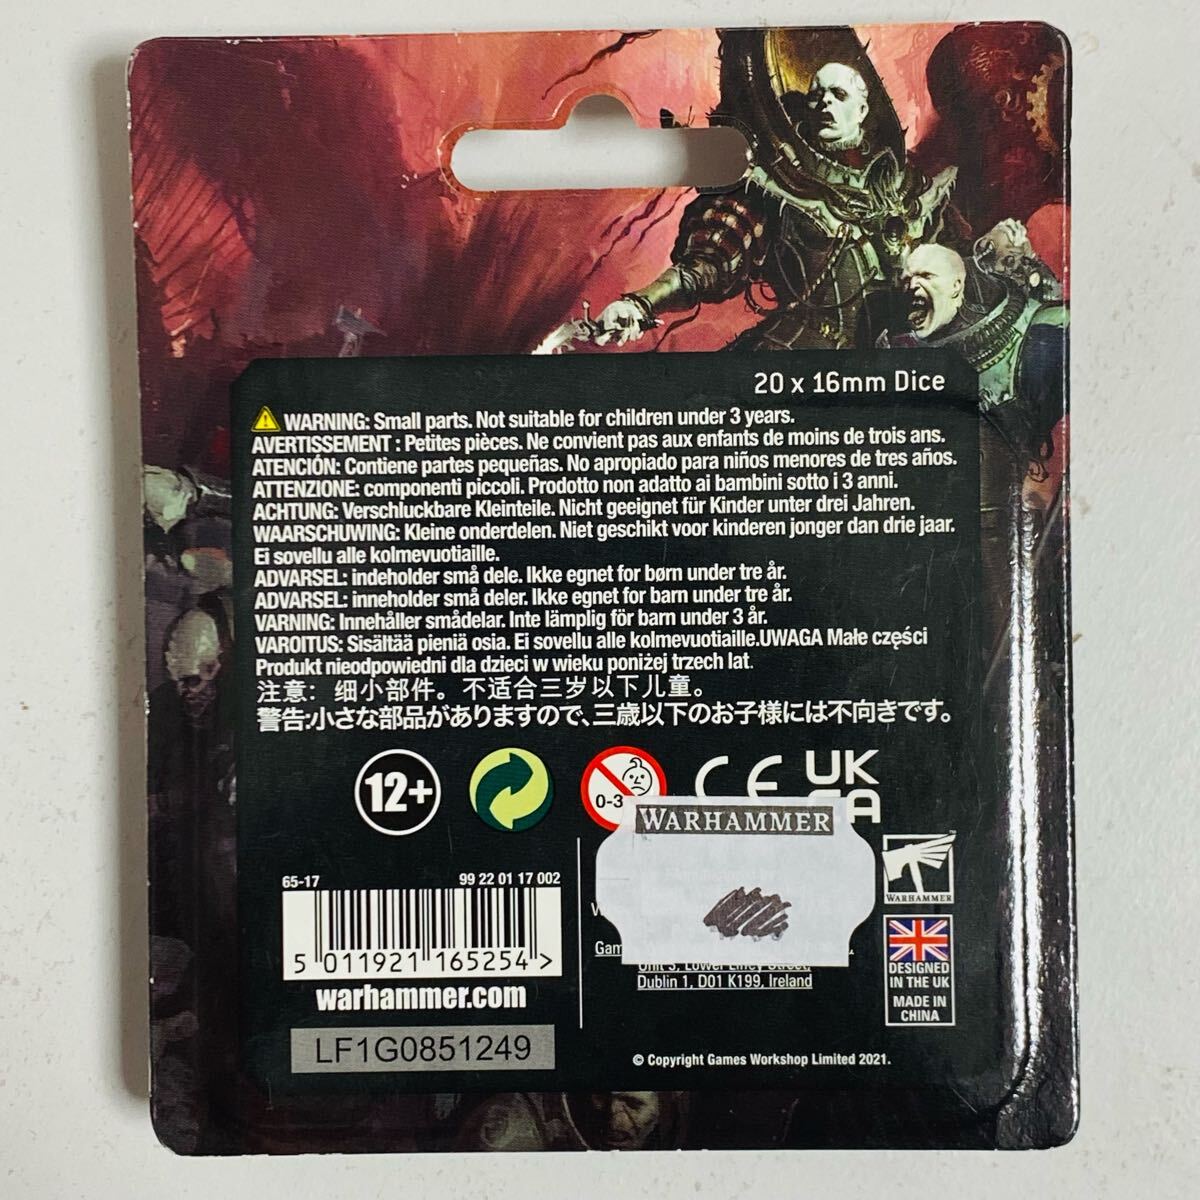 20 x 16mm Dice
WARNING: Small parts. Not suitable for children under 3 years.
AVERTISSEMENT : Petites pièces. Ne convient pas aux enfants de moins de trois ans.
ATENCIÓN: Contiene partes pequeñas. No apropiado para niños menores de tres años.
ATTENZIONE: componenti piccoli. Prodotto non adatto ai bambini sotto i 3 anni.
ACHTUNG: Verschluckbare Kleinteile. Nicht geeignet für Kinder unter drei Jahren.
WAARSCHUWING: Kleine onderdelen. Niet geschikt voor kinderen jonger dan drie jaar.
Ei sovellu alle kolmevuotiaille.
ADVARSEL: indeholder små dele. Ikke egnet for børn under tre år.
ADVARSEL: inneholder små deler. Ikke egnet for barn under tre år.
VARNING: Innehåller smådelar. Inte lämplig för barn under 3 år.
VAROITUS: Sisältää pieniä osia. Ei sovellu alle kolmevuotiaille.UWAGA Małe części
Produkt nieodpowiedni dla dzieci w wieku poniżej trzech lat.
注意：细小部件。不适合三岁以下儿童。
警告:小さな部品がありますので、三歳以下のお子様には不向きです。
12+
0-3
CE
UK
CA
WARHAMMER
65-17 99 22 01 17 002
5 011921 165254 >
warhammer.com
LF1G0851249
Gam
Unit 3, Lower Liffey Street,
Dublin 1, D01 K199, Ireland
WARHAMMER
DESIGNED
IN THE UK
MADE IN
CHINA
© Copyright Games Workshop Limited 2021.